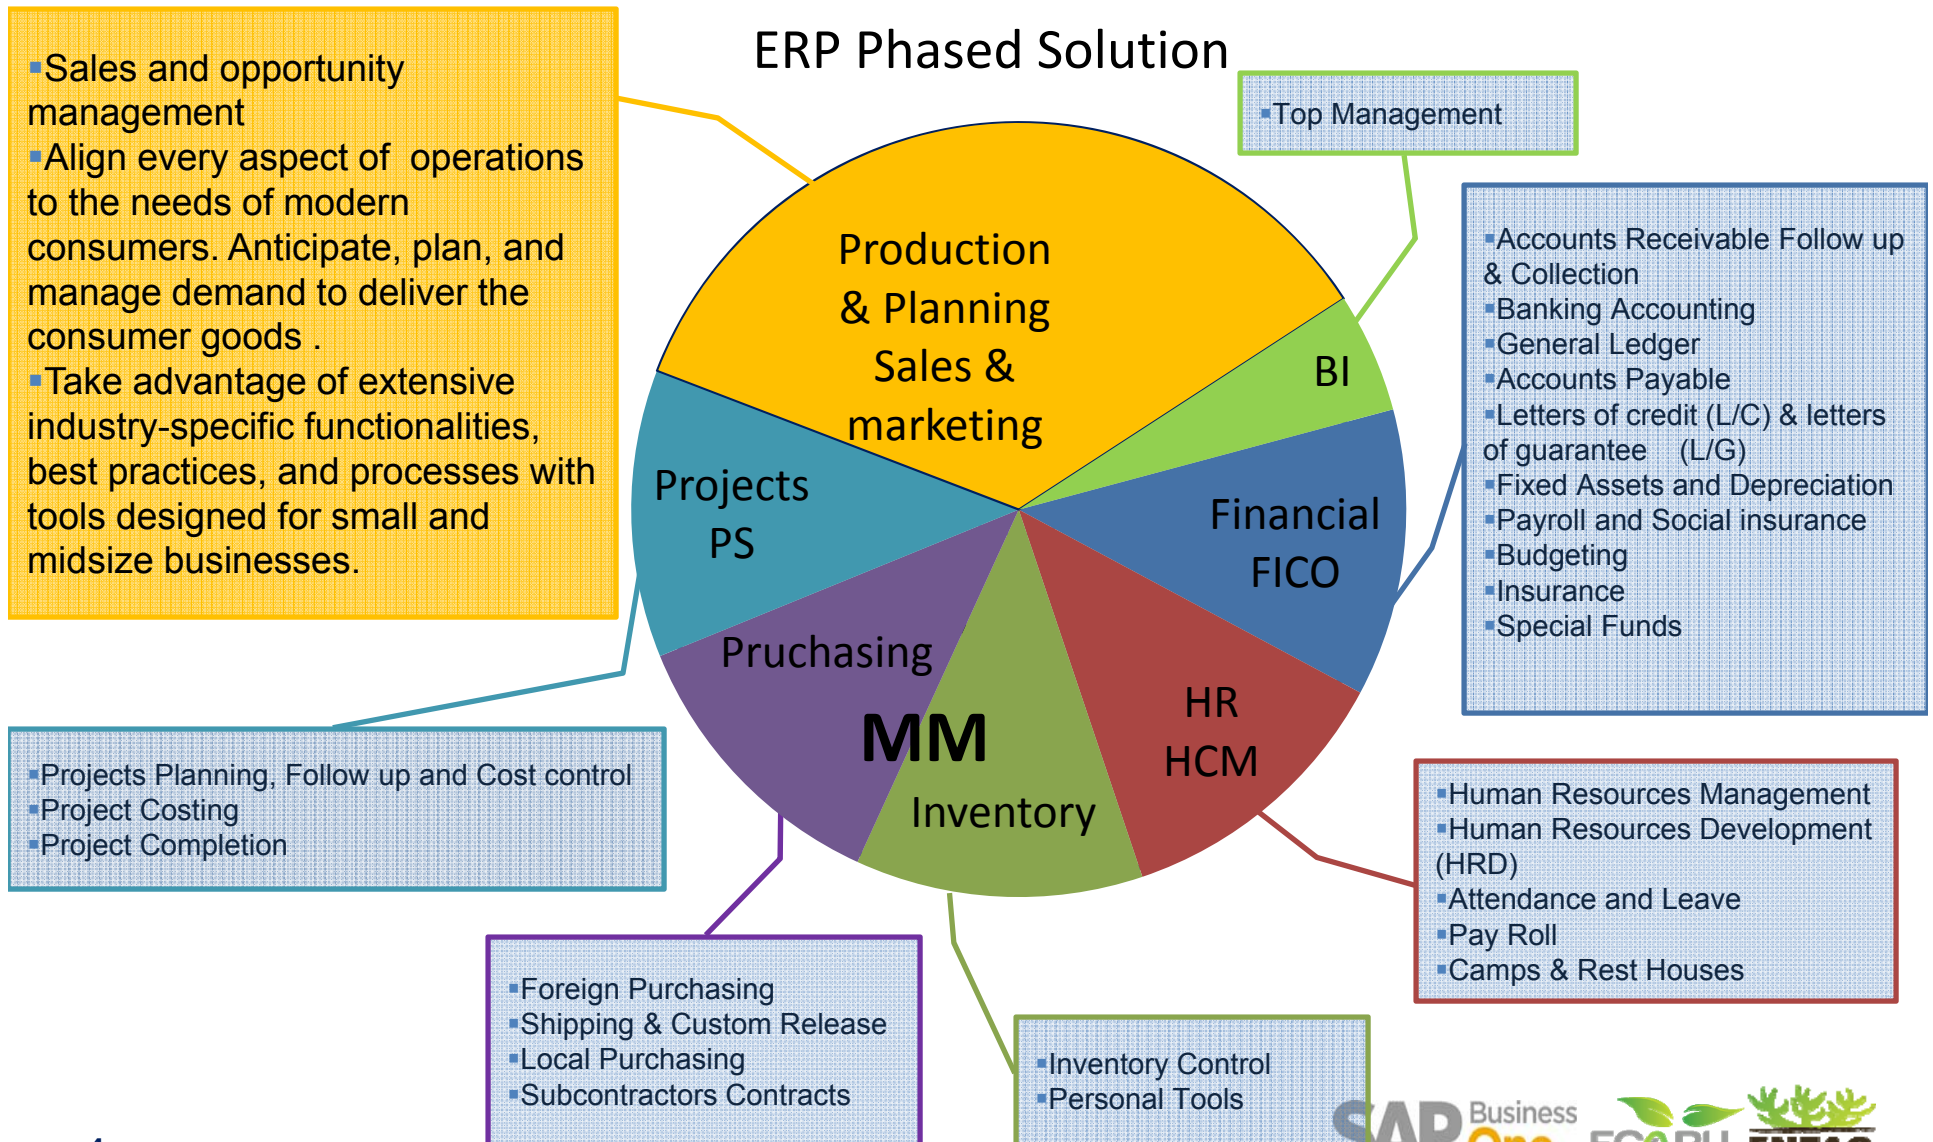 ERP Phased Solution
▪Sales and opportunity
management
▪Align every aspect of  operations
to the needs of modern
consumers. Anticipate, plan, and
manage demand to deliver the
consumer goods .
▪Take advantage of extensive
industry-specific functionalities,
best practices, and processes with
tools designed for small and
midsize businesses.
▪Top Management
Production
& Planning
Sales &
marketing
BI
Projects
PS
Financial
FICO
Pruchasing
MM
Inventory
HR
HCM
▪Accounts Receivable Follow up
& Collection
▪Banking Accounting
▪General Ledger
▪Accounts Payable
▪Letters of credit (L/C) & letters
of guarantee    (L/G)
▪Fixed Assets and Depreciation
▪Payroll and Social insurance
▪Budgeting
▪Insurance
▪Special Funds
▪Projects Planning, Follow up and Cost control
▪Project Costing
▪Project Completion
▪Human Resources Management
▪Human Resources Development
(HRD)
▪Attendance and Leave
▪Pay Roll
▪Camps & Rest Houses
▪Foreign Purchasing
▪Shipping & Custom Release
▪Local Purchasing
▪Subcontractors Contracts
▪Inventory Control
▪Personal Tools
SAP Business
One